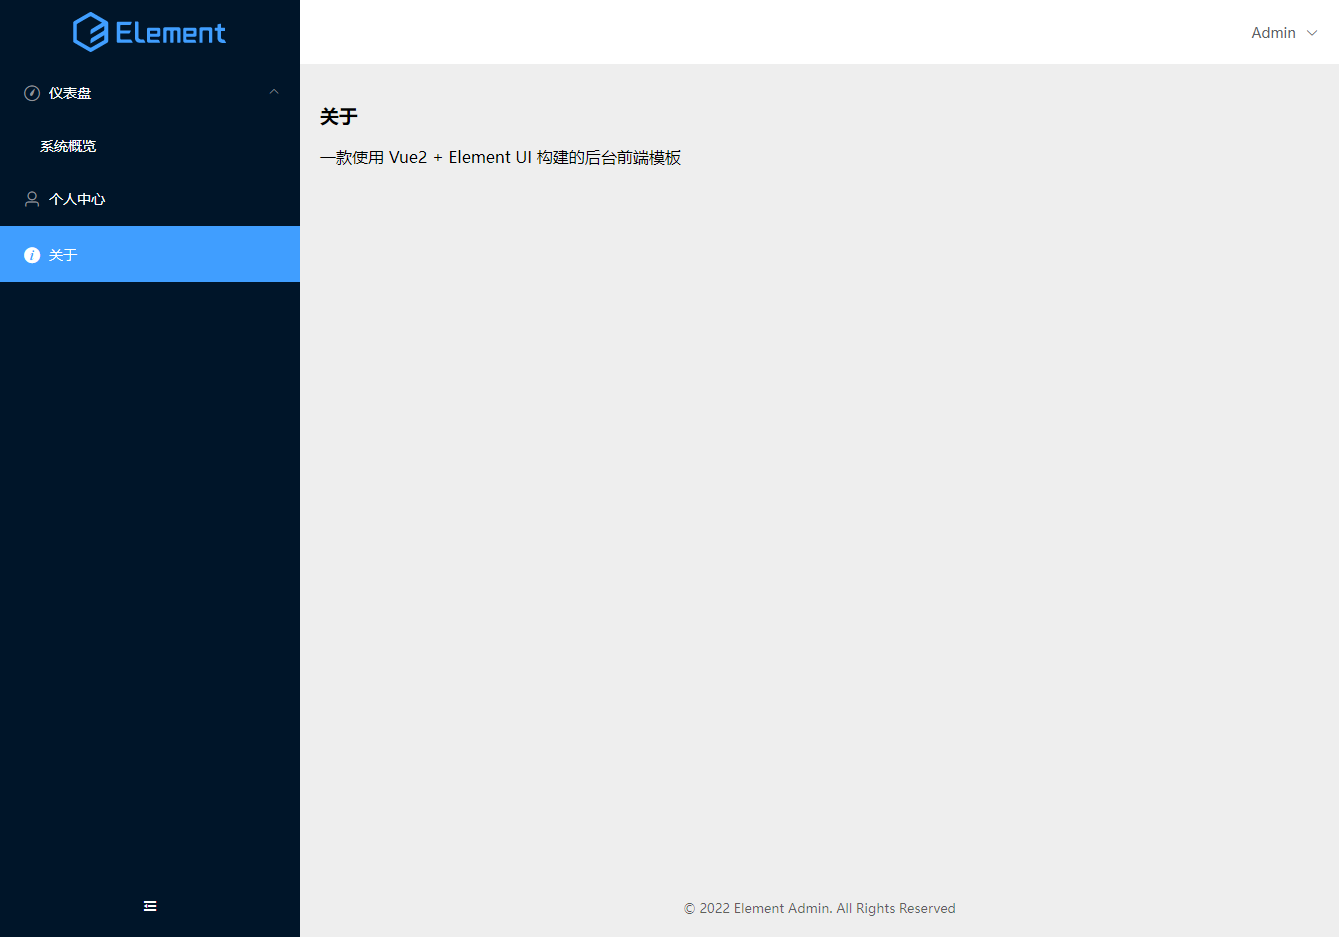 Element
Admin
仪表盘
系统概览
个人中心
关于
关于
一款使用 Vue2 + Element UI 构建的后台前端模板
© 2022 Element Admin. All Rights Reserved